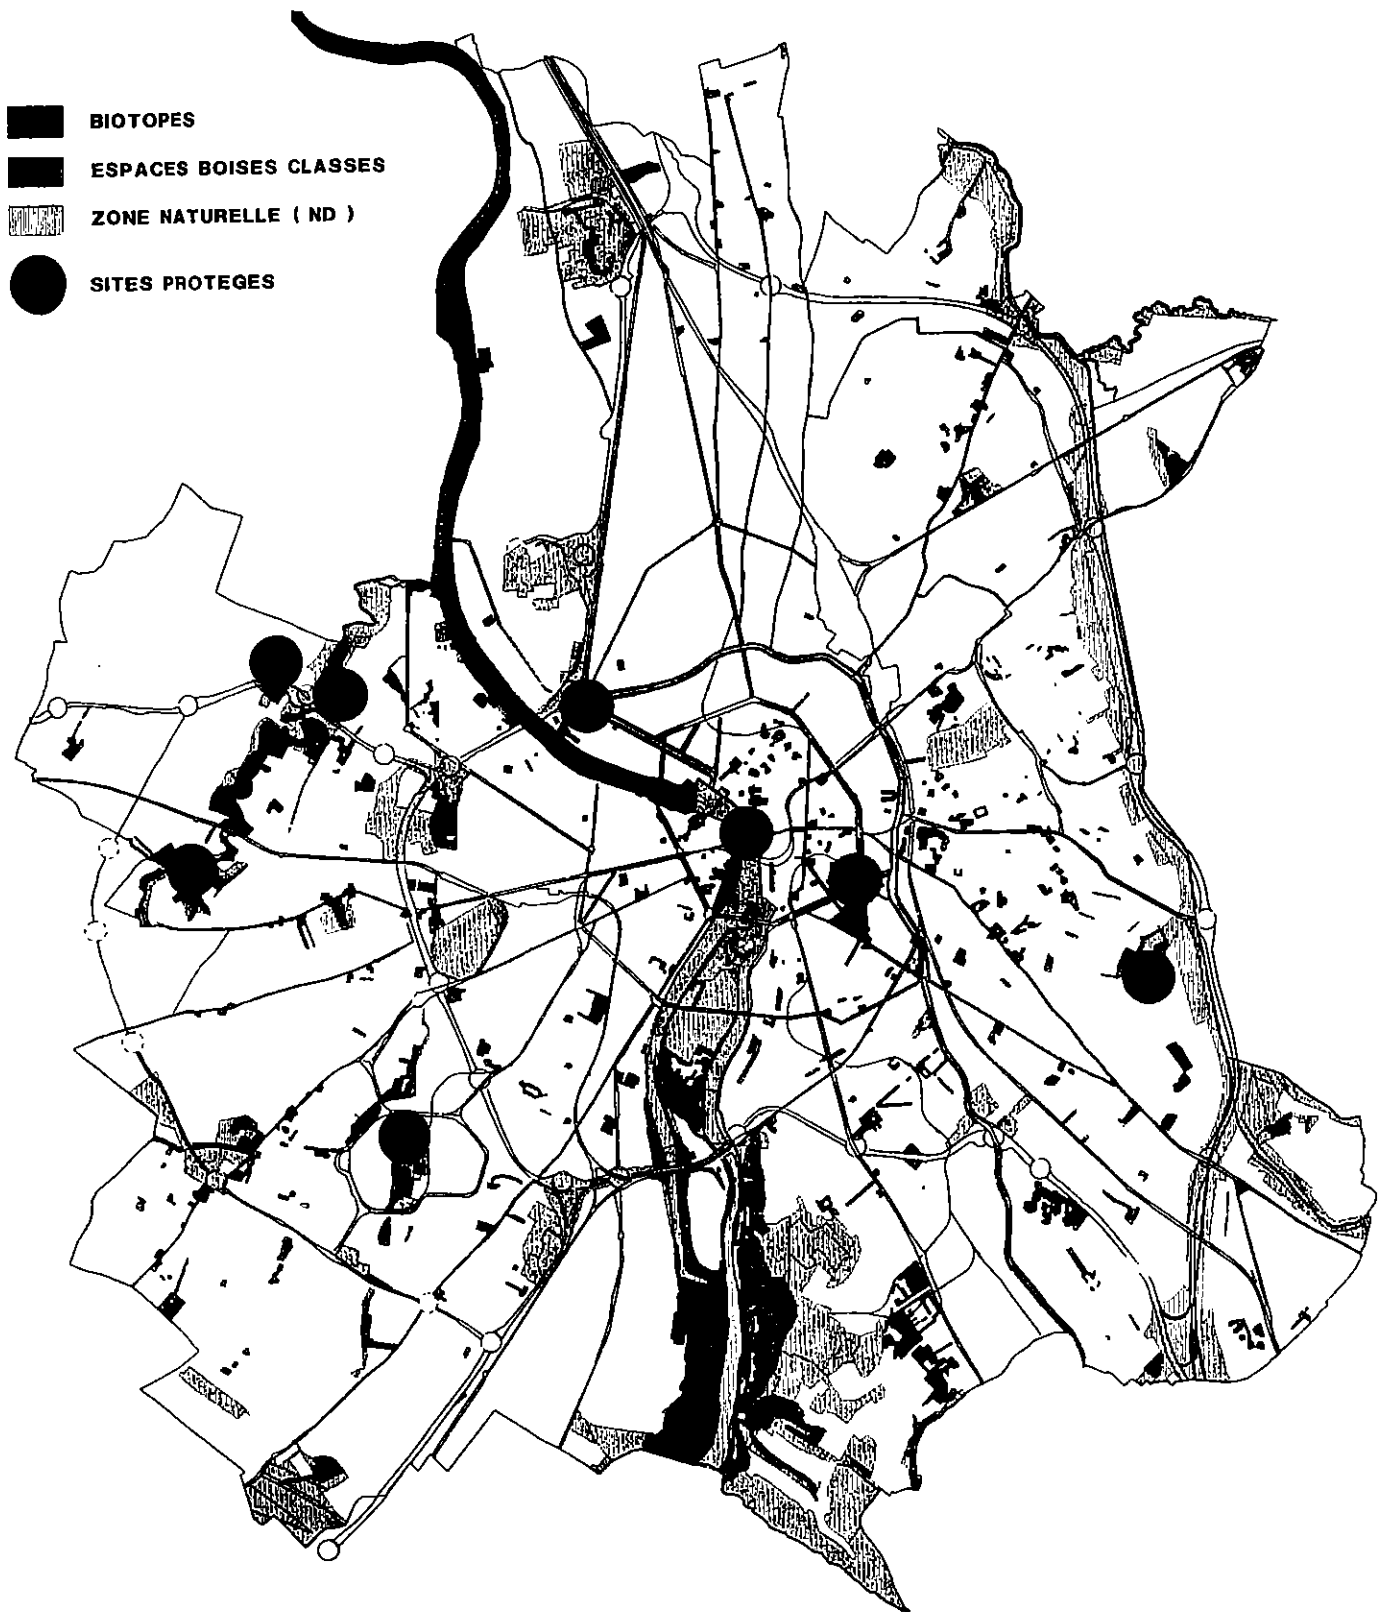 BIOTOPES
ESPACES BOISES CLASSES
ZONE NATURELLE ( ND )
SITES PROTEGES